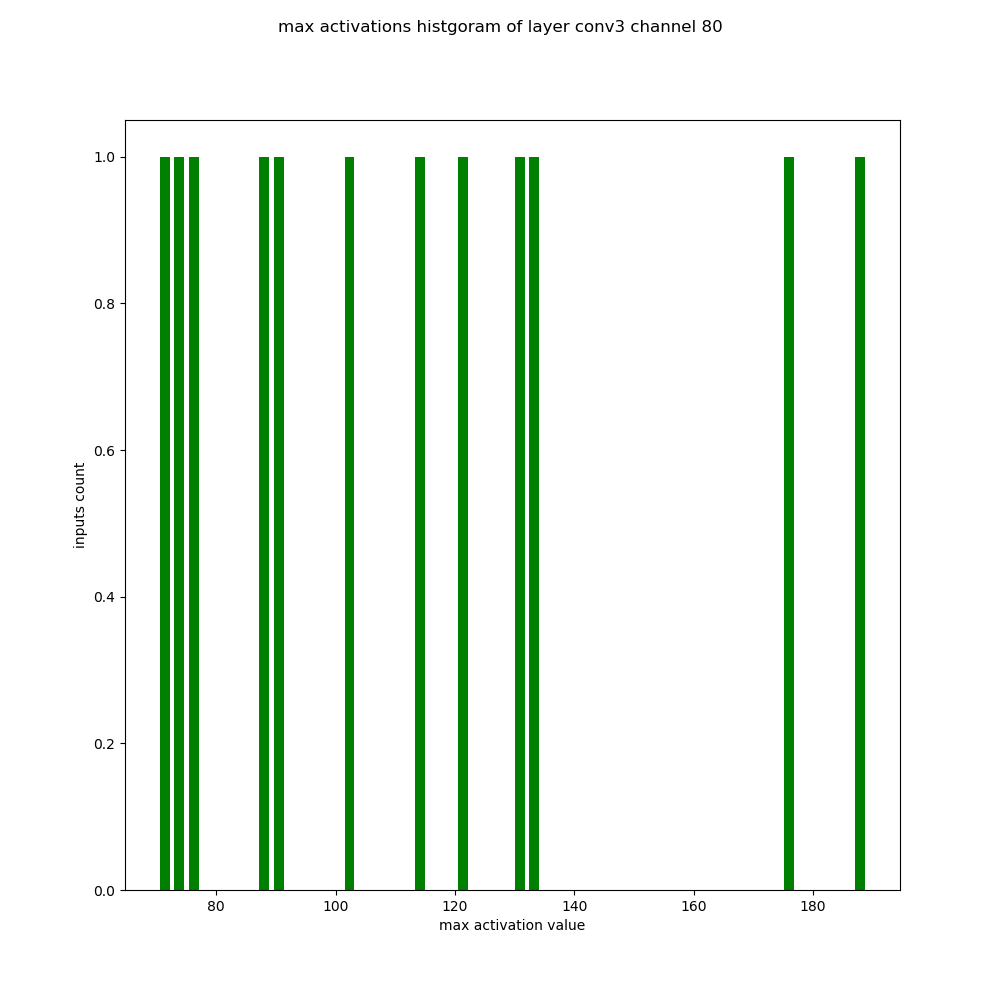 max activations histgoram of layer conv3 channel 80
1.0
0.8
0.6
0.4
0.2
0.0
inputs count
80 100 120 140 160 180
max activation value